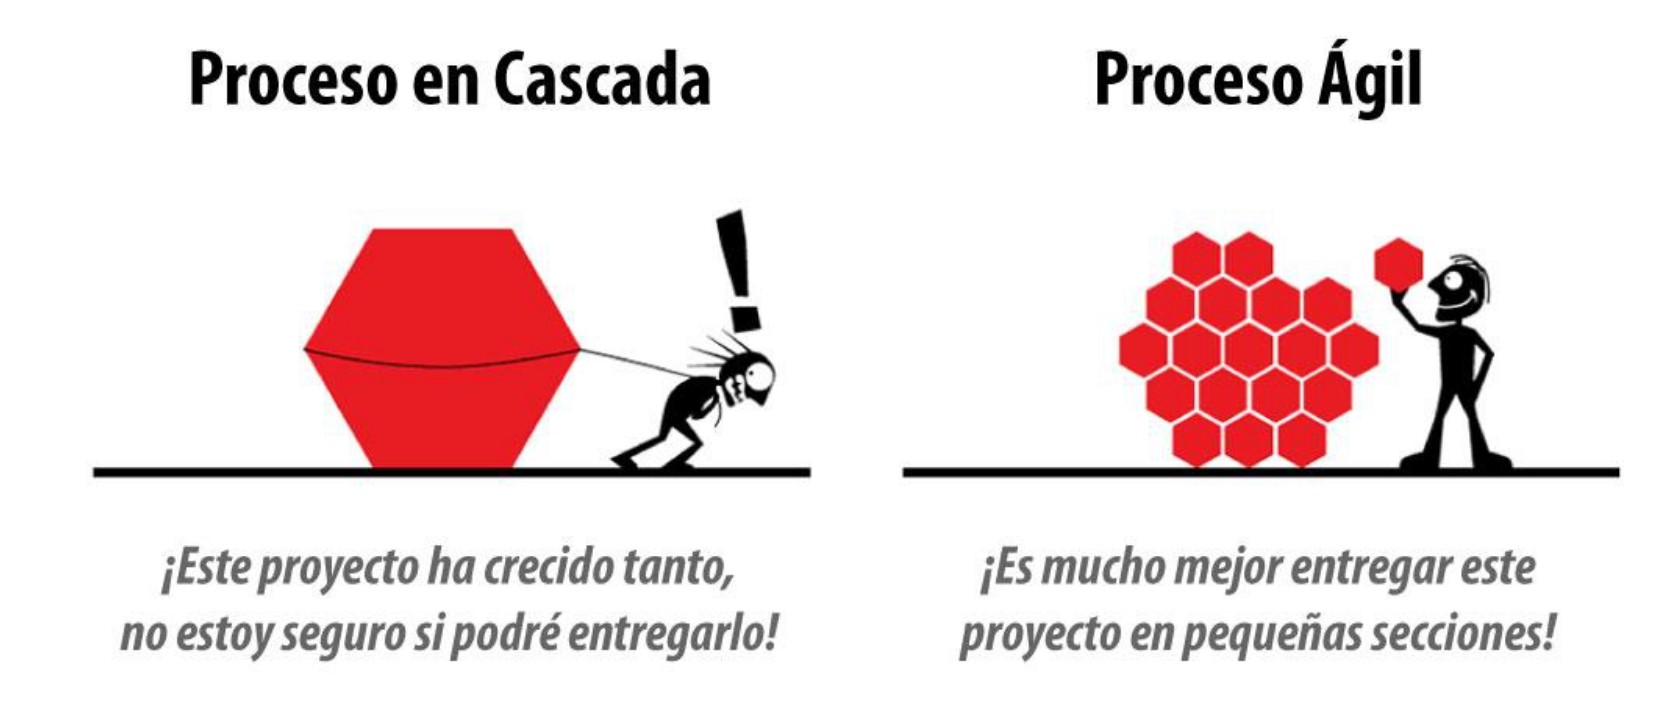 Proceso en Cascada
¡Este proyecto ha crecido tanto,
no estoy seguro si podré entregarlo!
Proceso Ágil
¡Es mucho mejor entregar este
proyecto en pequeñas secciones!